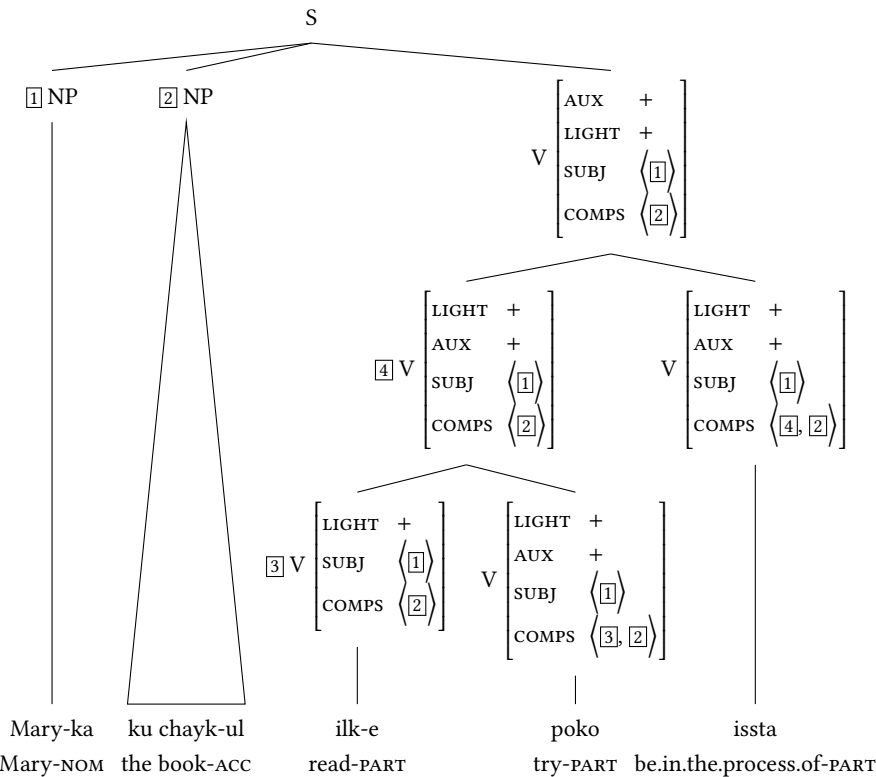 S
1 NP 2 NP
V
AUX +
LIGHT +
SUBJ ⟨1⟩
COMPS ⟨2⟩
4 V
LIGHT +
AUX +
SUBJ ⟨1⟩
COMPS ⟨2⟩
V
LIGHT +
AUX +
SUBJ ⟨1⟩
COMPS ⟨4, 2⟩
3 V
LIGHT +
SUBJ ⟨1⟩
COMPS ⟨2⟩
V
LIGHT +
AUX +
SUBJ ⟨1⟩
COMPS ⟨3, 2⟩
Mary-ka ku chayk-ul ilk-e poko issta
Mary-NOM the book-ACC read-PART try-PART be.in.the.process.of-PART